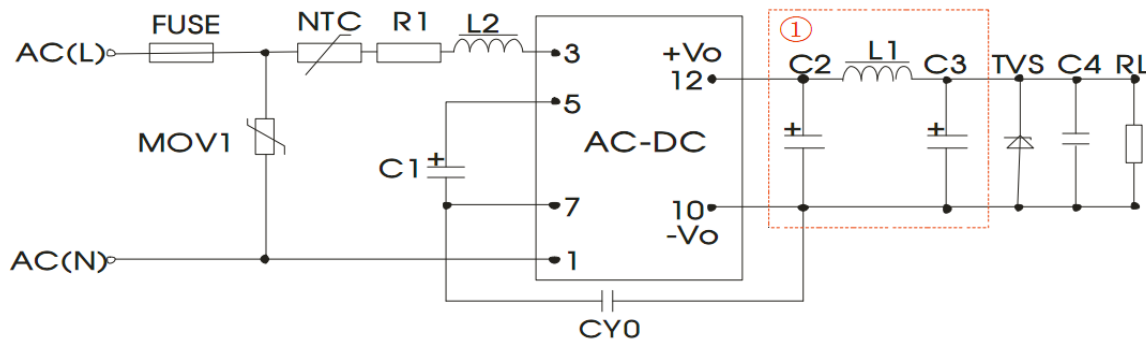 FUSE NTC R1 L2
AC(L)
3
+Vo
12
①
C2 L1 C3 TVS C4 RL
5
+ + +
MOV1
C1
AC-DC
7
10
-Vo
AC(N)
1
CY0